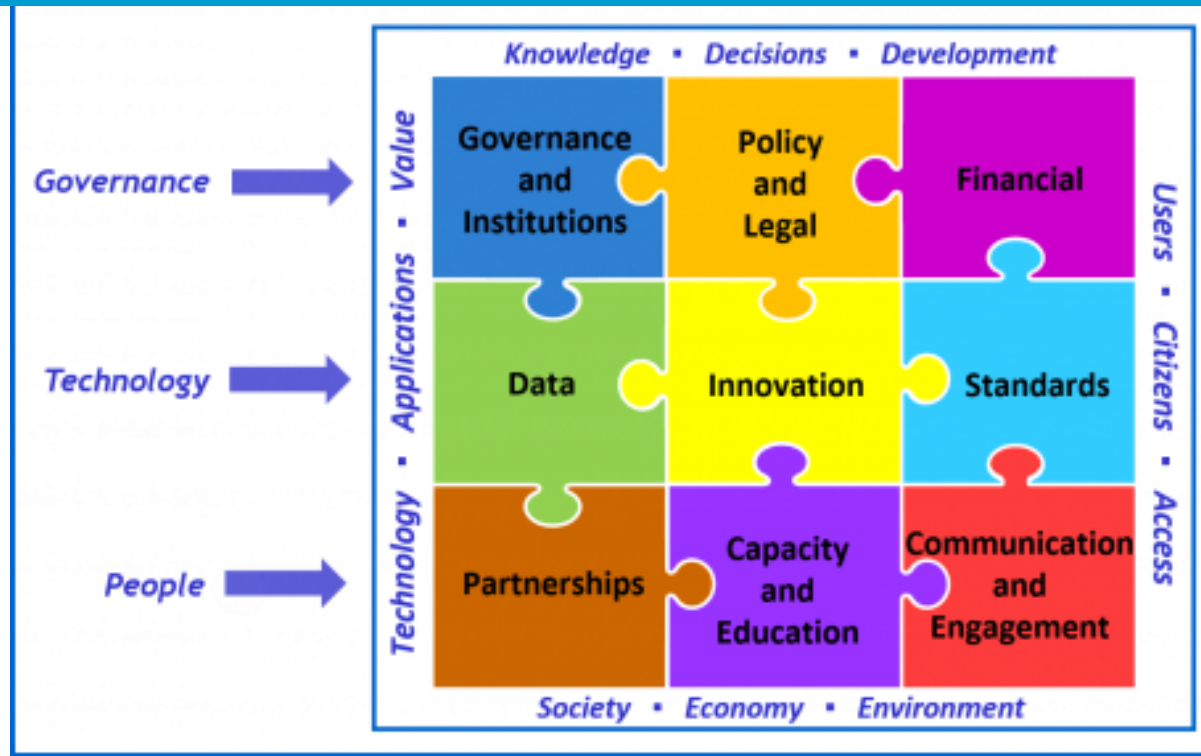 Knowledge ▪ Decisions ▪ Development
Governance
Technology
People
Technology ▪ Applications ▪ Value
Governance
and
Institutions
Policy
and
Legal
Financial
Data
Innovation
Standards
Partnerships
Capacity
and
Education
Communication
and
Engagement
Users ▪ Citizens ▪ Access
Society ▪ Economy ▪ Environment